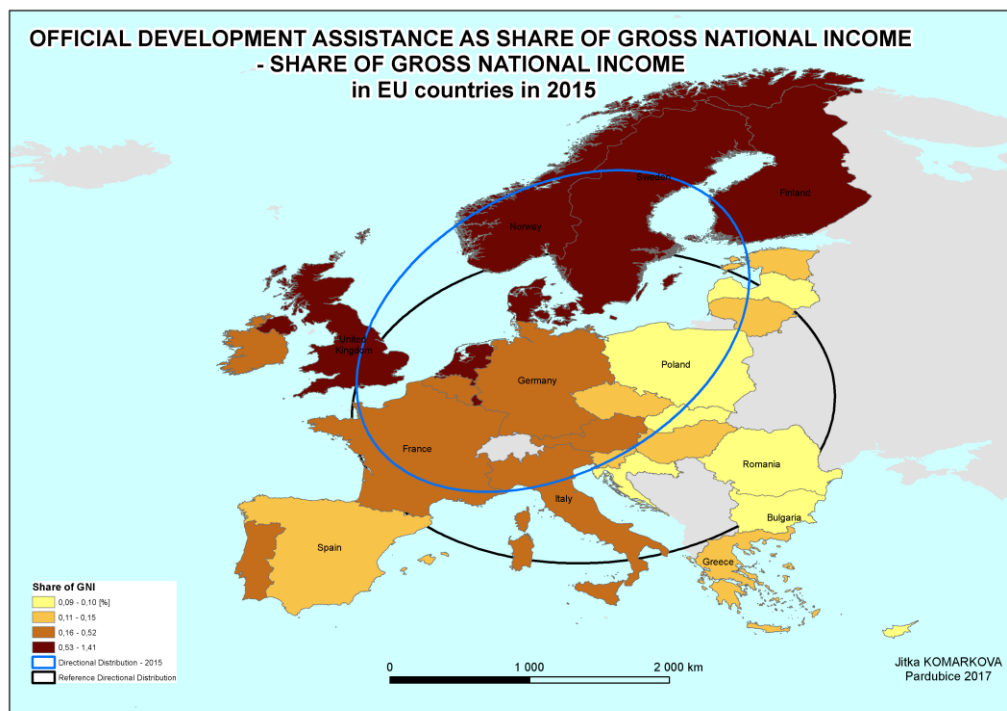 OFFICIAL DEVELOPMENT ASSISTANCE AS SHARE OF GROSS NATIONAL INCOME
- SHARE OF GROSS NATIONAL INCOME
in EU countries in 2015
Sweden
Finland
Norway
United
Kingdom
Poland
Germany
France
Romania
Italy
Bulgaria
Spain
Greece
Share of GNI
0,09 - 0,10 [%]
0,11 - 0,15
0,16 - 0,52
0,53 - 1,41
Directional Distribution - 2015
Reference Directional Distribution
0 1 000 2 000 km
Jitka KOMARKOVA
Pardubice 2017